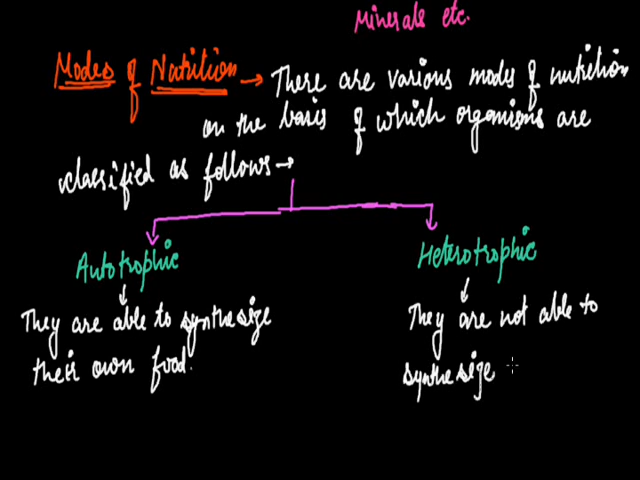 Minerals etc.
Modes of Nutrition → There are various modes of nutrition
on the basis of which organisms are
classified as follows →
Autotrophic
Heterotrophic
They are able to synthesize
their own food.
They are not able to
synthesize